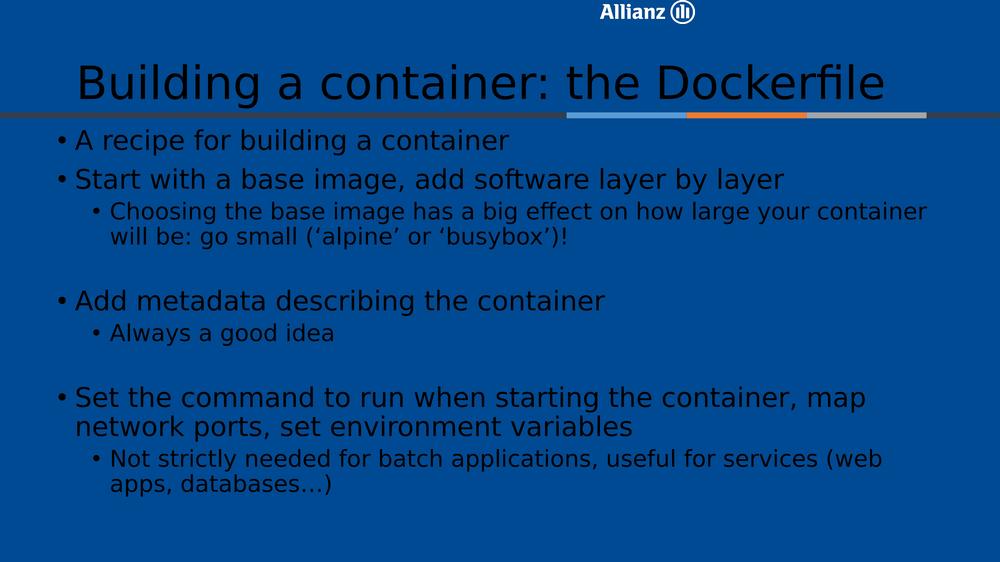 Allianz
Building a container: the Dockerfile
• A recipe for building a container
• Start with a base image, add software layer by layer
• Choosing the base image has a big effect on how large your container
will be: go small (‘alpine’ or ‘busybox’)!
• Add metadata describing the container
• Always a good idea
• Set the command to run when starting the container, map
network ports, set environment variables
• Not strictly needed for batch applications, useful for services (web
apps, databases…)